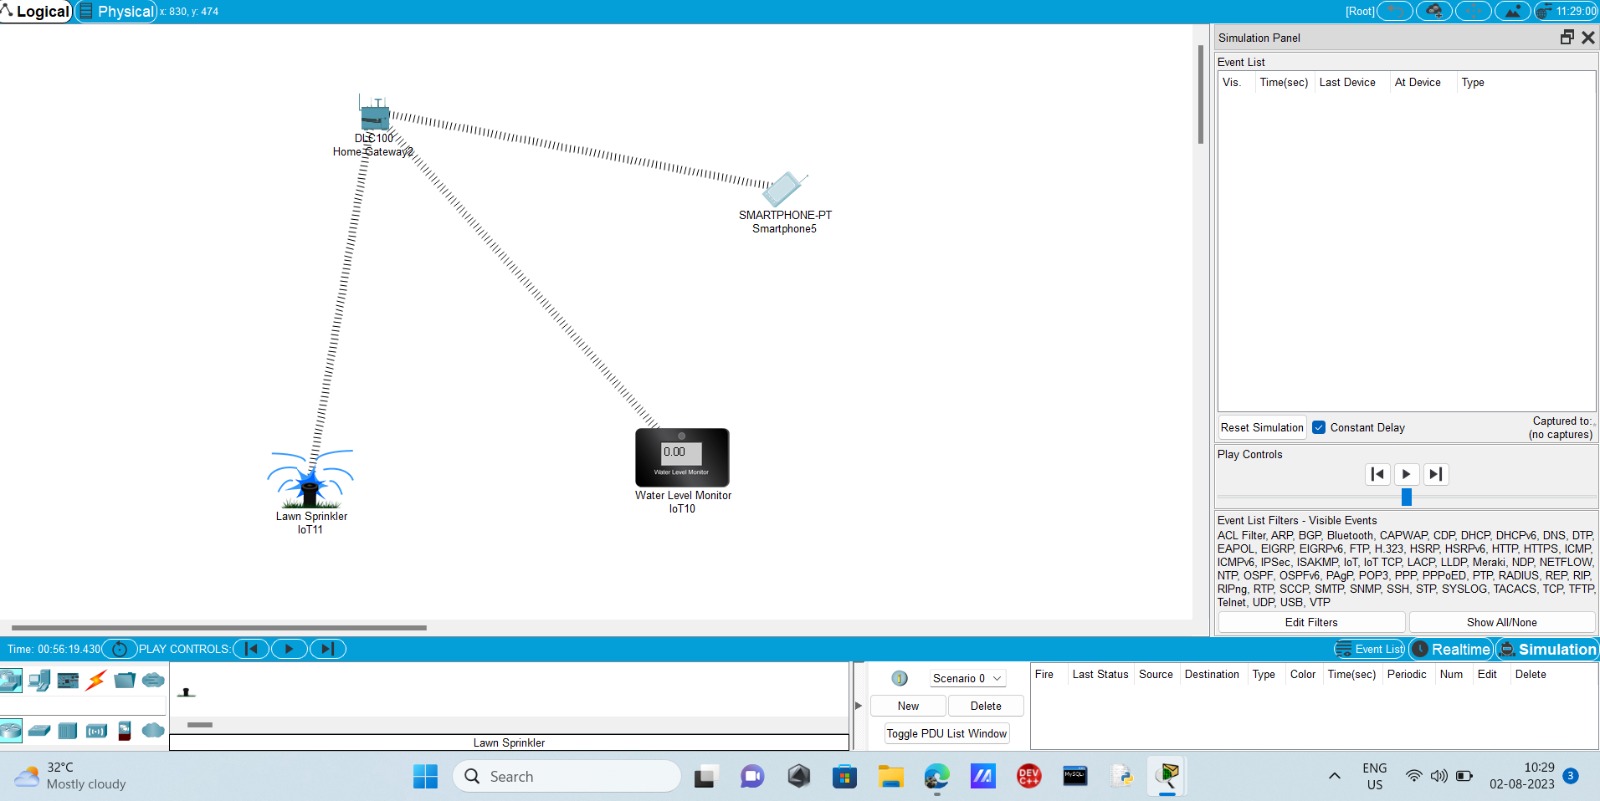 Logical Physical x: 830, y: 474 [Root] 11:29:00
DLC100
Home Gateway2
SMARTPHONE-PT
Smartphone5
0.00
Water Level Monitor
Water Level Monitor
IoT10
Lawn Sprinkler
IoT11
Simulation Panel
Event List
Vis. Time(sec) Last Device At Device Type
Reset Simulation Constant Delay Captured to:
(no captures)
Play Controls
Event List Filters - Visible Events
ACL Filter, ARP, BGP, Bluetooth, CAPWAP, CDP, DHCP, DHCPv6, DNS, DTP,
EAPOL, EIGRP, EIGRPv6, FTP, H.323, HSRP, HSRPv6, HTTP, HTTPS, ICMP,
ICMPv6, IPSec, ISAKMP, IoT, IoT TCP, LACP, LLDP, Meraki, NDP, NETFLOW,
NTP, OSPF, OSPFv6, PAgP, POP3, PPP, PPPoED, PTP, RADIUS, REP, RIP,
RIPng, RTP, SCCP, SMTP, SNMP, SSH, STP, SYSLOG, TACACS, TCP, TFTP,
Telnet, UDP, USB, VTP
Edit Filters Show All/None
Time: 00:56:19.430 PLAY CONTROLS: Event List Realtime Simulation
Scenario 0
New Delete
Toggle PDU List Window
Fire Last Status Source Destination Type Color Time(sec) Periodic Num Edit Delete
Lawn Sprinkler
32°C
Mostly cloudy
Search
DEV
C++
MySQL
ENG
US
10:29
02-08-2023
3